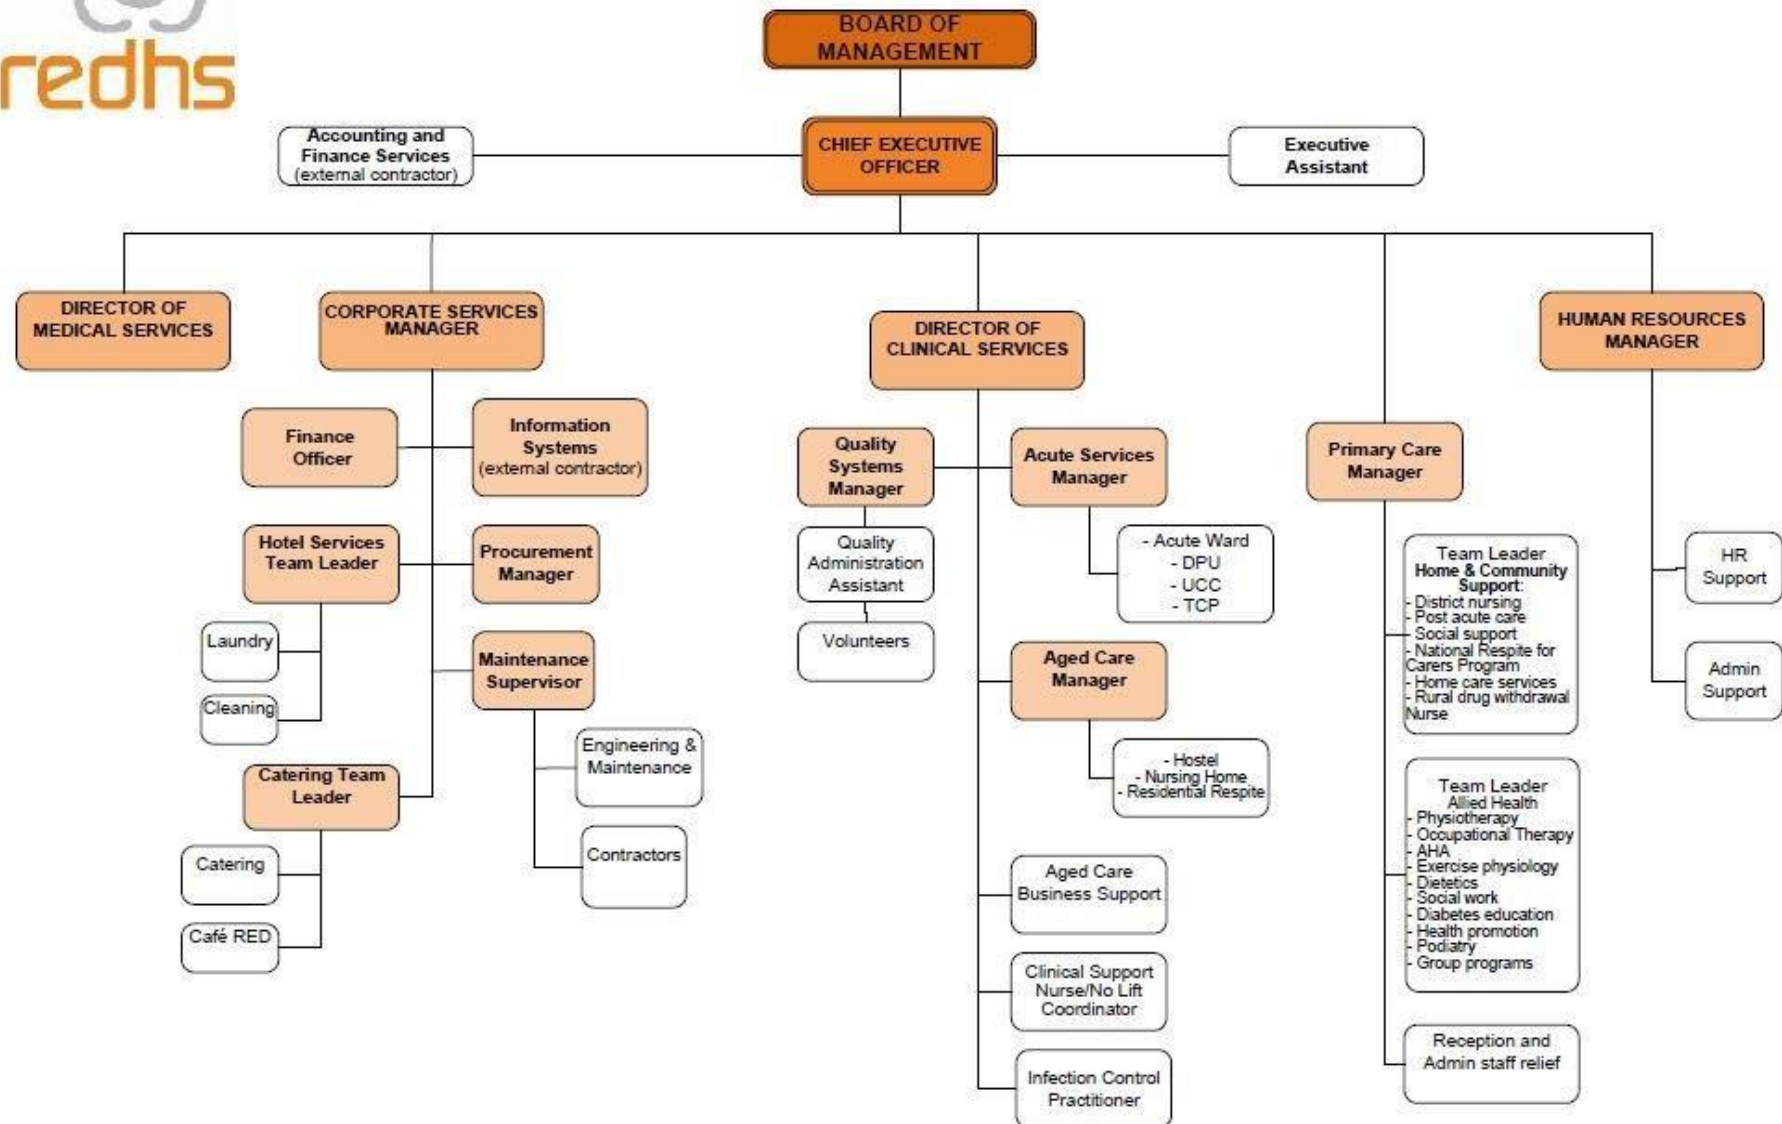 redhs
BOARD OF
MANAGEMENT
Accounting and
Finance Services
(external contractor)
CHIEF EXECUTIVE
OFFICER
Executive
Assistant
DIRECTOR OF
MEDICAL SERVICES
CORPORATE SERVICES
MANAGER
DIRECTOR OF
CLINICAL SERVICES
HUMAN RESOURCES
MANAGER
Finance
Officer
Information
Systems
(external contractor)
Hotel Services
Team Leader
Procurement
Manager
Laundry
Cleaning
Maintenance
Supervisor
Engineering &
Maintenance
Contractors
Catering Team
Leader
Catering
Café RED
Quality
Systems
Manager
Quality
Administration
Assistant
Volunteers
Acute Services
Manager
- Acute Ward
- DPU
- UCC
- TCP
Aged Care
Manager
- Hostel
- Nursing Home
- Residential Respite
Aged Care
Business Support
Clinical Support
Nurse/No Lift
Coordinator
Infection Control
Practitioner
Primary Care
Manager
Team Leader
Home & Community
Support:
- District nursing
- Post acute care
- Social support
- National Respite for
Carers Program
- Home care services
- Rural drug withdrawal
Nurse
Team Leader
Allied Health
- Physiotherapy
- Occupational Therapy
- AHA
- Exercise physiology
- Dietetics
- Social work
- Diabetes education
- Health promotion
- Podiatry
- Group programs
Reception and
Admin staff relief
HR
Support
Admin
Support